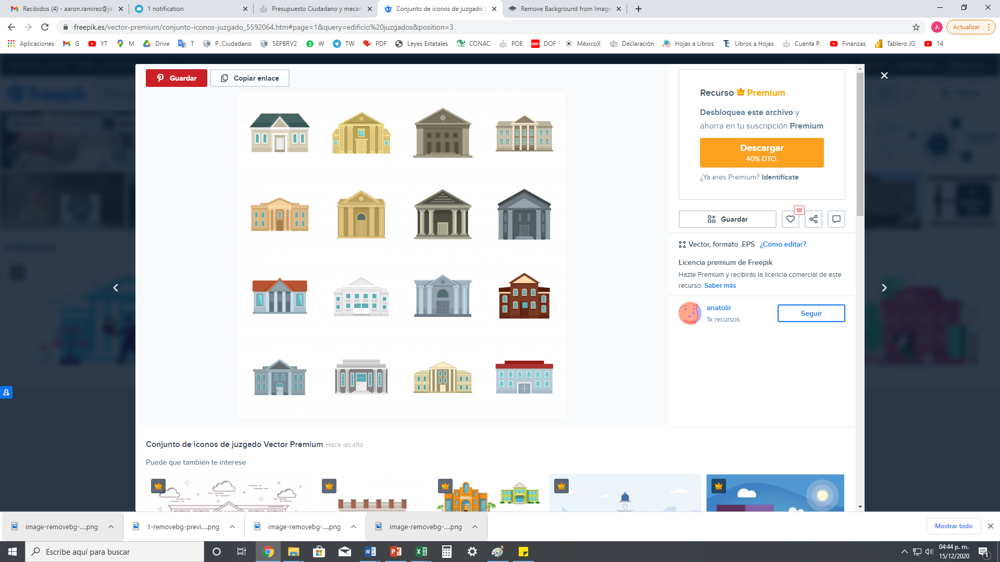 Recibidos (4) - aaron.ramirez@jal
1 notification
Presupuesto Ciudadano y mecan
Conjunto de iconos de juzgado |
Remove Background from Image
freepik.es/vector-premium/conjunto-iconos-juzgado_5592064.htm#page=1&query=edificio%20juzgados&position=3
A
Actualizar
Aplicaciones
G
YT
M
Drive
T
P. Ciudadano
SEPBRV2
W
TW
PDF
Leyes Estatales
CONAC
POE
DOF
MéxicoX
Declaración
Hojas a Libros
Libros a Hojas
Cuenta P.
Finanzas
Tablero JG
14
freepik
Guardar
Copiar enlace
Recurso Premium
Desbloquea este archivo y
ahorra en tu suscripción Premium
Descargar
40% DTO.
¿Ya eres Premium? Identifícate
Guardar
18
Vector, formato .EPS ¿Cómo editar?
Licencia premium de Freepik
Hazte Premium y recibirás la licencia comercial de este
recurso. Saber más
anatolir
1k recursos
Seguir
Conjunto de iconos de juzgado Vector Premium Hace un año
Puede que también te interese
image-removebg-....png
1-removebg-previ....png
image-removebg-....png
image-removebg-....png
Mostrar todo
Escribe aquí para buscar
04:44 p. m.
15/12/2020
1